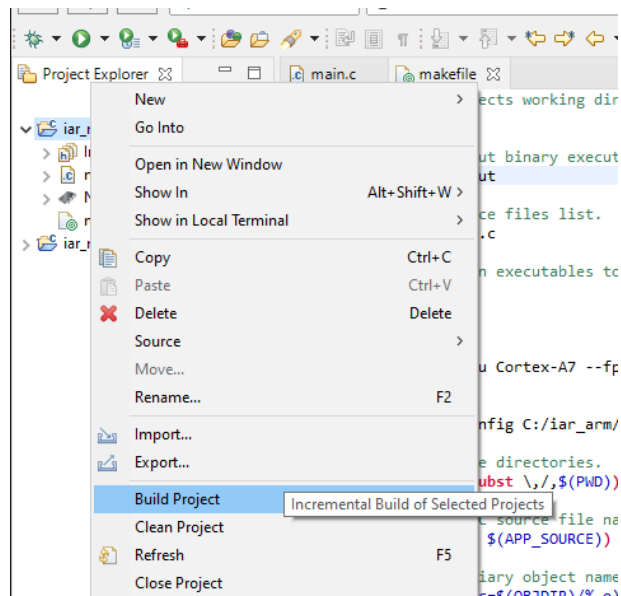 Project Explorer
main.c
makefile
New
Go Into
Open in New Window
Show In Alt+Shift+W >
Show in Local Terminal
Copy Ctrl+C
Paste Ctrl+V
Delete Delete
Source
Move...
Rename... F2
Import...
Export...
Build Project
Incremental Build of Selected Projects
Clean Project
Refresh F5
Close Project
iar_r
iar_r
ects working dir
ut binary execut
ut
ce files list.
.c
n executables to
u Cortex-A7 --fp
nfig C:/iar_arm/
e directories.
ubst \,/,$(PWD))
C source file na
$(APP_SOURCE))
iary object name